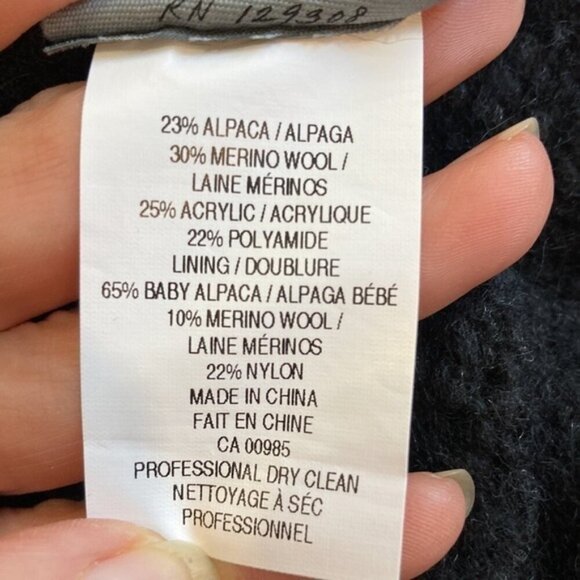 RN 129308
23% ALPACA / ALPAGA
30% MERINO WOOL /
LAINE MÉRINOS
25% ACRYLIC / ACRYLIQUE
22% POLYAMIDE
LINING / DOUBLURE
65% BABY ALPACA / ALPAGA BÉBÉ
10% MERINO WOOL /
LAINE MÉRINOS
22% NYLON
MADE IN CHINA
FAIT EN CHINE
CA 00985
PROFESSIONAL DRY CLEAN
NETTOYAGE À SÉC
PROFESSIONNEL